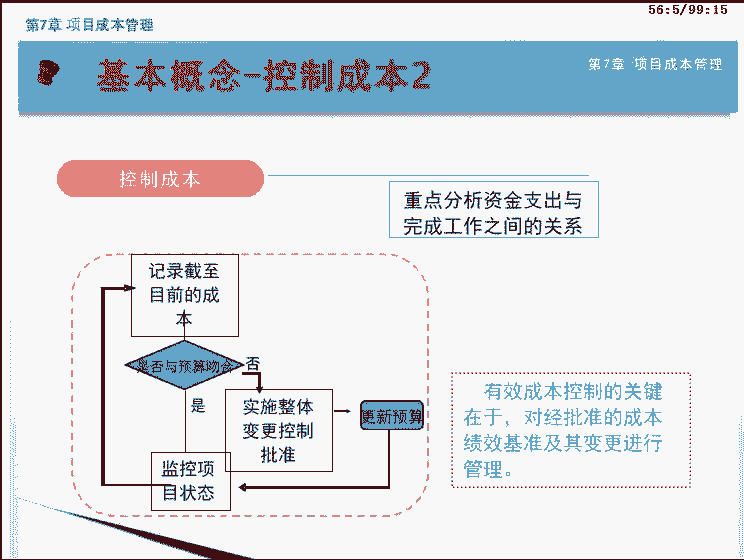 56:5/99:15
第7章 项目成本管理
基本概念-控制成本2
第7章 项目成本管理
控制成本
重点分析资金支出与
完成工作之间的关系
记录截至
目前的成
本
是否与预算吻合
否
是
实施整体
变更控制
批准
更新预算
监控项
目状态
有效成本控制的关键
在于，对经批准的成本
绩效基准及其变更进行
管理。